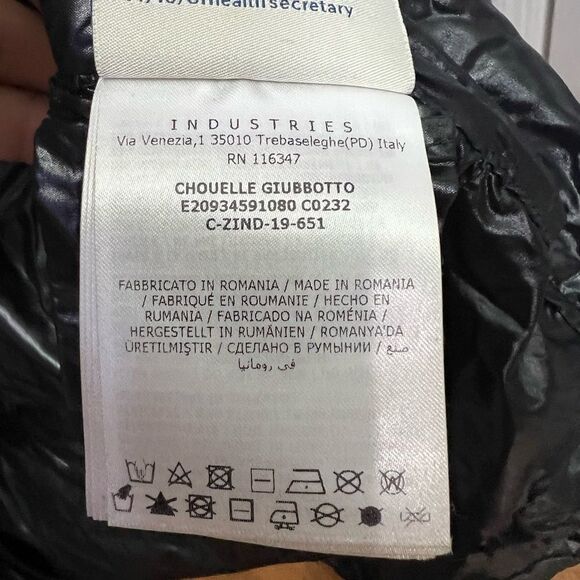 healthsecretary
INDUSTRIES
Via Venezia,1 35010 Trebaseleghe(PD) Italy
RN 116347
CHOUELLE GIUBBOTTO
E20934591080 C0232
C-ZIND-19-651
FABBRICATO IN ROMANIA / MADE IN ROMANIA
/ FABRIQUÉ EN ROUMANIE / HECHO EN
RUMANIA / FABRICADO NA ROMÉNIA /
HERGESTELLT IN RUMÄNIEN / ROMANYA'DA
ÜRETILMIŞTIR / СДЕЛАНО В РУМЫНИИ / صنع
في رومانيا